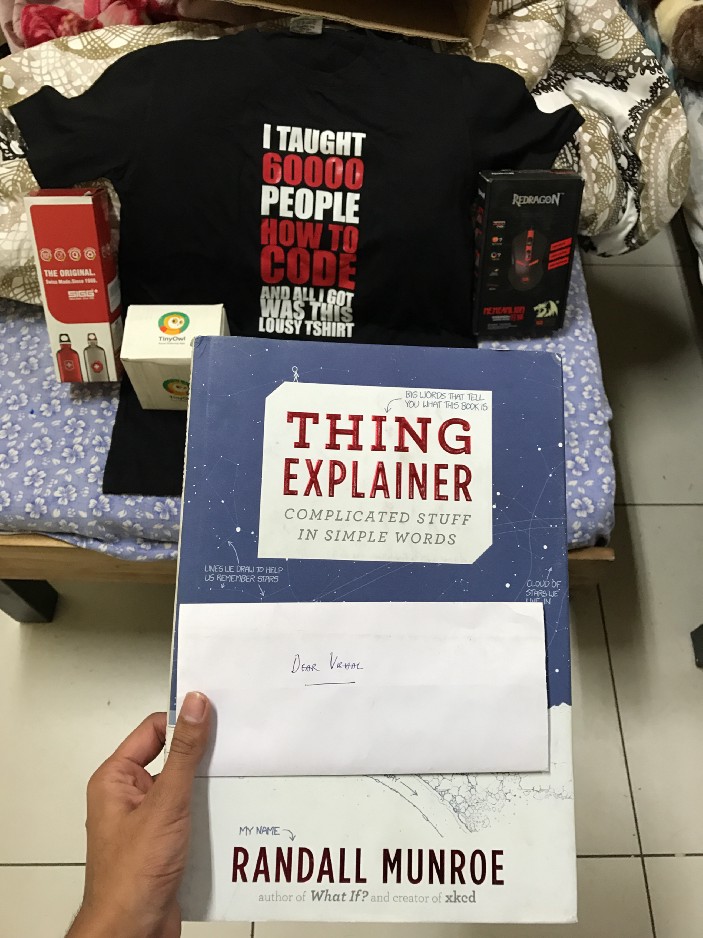 I TAUGHT
60000
PEOPLE
HOW TO
CODE
AND ALL I GOT
WAS THIS
LOUSY TSHIRT
REDRAGON
THE ORIGINAL.
Swiss Made.Since 1908.
SIGG
TinyOwl
BIG WORDS THAT TELL
YOU WHAT THIS BOOK IS
THING
EXPLAINER
COMPLICATED STUFF
IN SIMPLE WORDS
LINES WE DRAW TO HELP
US REMEMBER STARS
CLOUD OF
STARS WE
LIVE IN
DEAR
MY NAME
RANDALL MUNROE
author of What If? and creator of xkcd